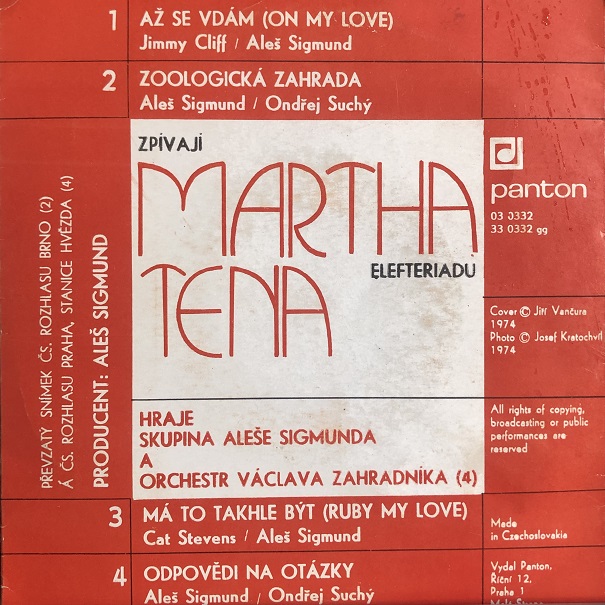 1 AŽ SE VDÁM (ON MY LOVE)
Jimmy Cliff / Aleš Sigmund
2 ZOOLOGICKÁ ZAHRADA
Aleš Sigmund / Ondřej Suchý
ZPÍVAJÍ
MARTHA
ELEFTERIADU
TENA
HRAJE
SKUPINA ALEŠE SIGMUNDA
A
ORCHESTR VÁCLAVA ZAHRADNÍKA (4)
3 MÁ TO TAKHLE BÝT (RUBY MY LOVE)
Cat Stevens / Aleš Sigmund
4 ODPOVĚDI NA OTÁZKY
Aleš Sigmund / Ondřej Suchý
PŘEVZATÝ SNÍMEK ČS. ROZHLASU BRNO (2)
Á ČS. ROZHLASU PRAHA, STANICE HVĚZDA (4)
PRODUCENT: ALEŠ SIGMUND
panton
03 0332
33 0332 gg
Cover © Jiří Vančura
1974
Photo © Josef Kratochvíl
1974
All rights of copying,
broadcasting or public
performances are
reserved
Made
in Czechoslovakia
Vydal Panton,
Říční 12,
Praha 1